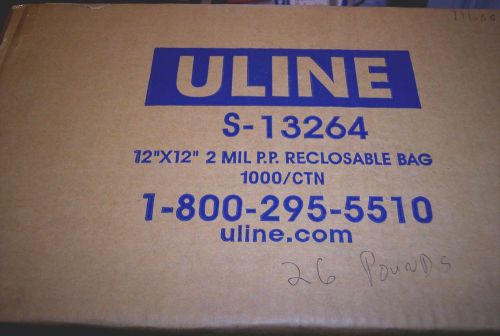 ULINE
S-13264
12"X12" 2 MIL P.P. RECLOSABLE BAG
1000/CTN
1-800-295-5510
uline.com
26 POUNDS